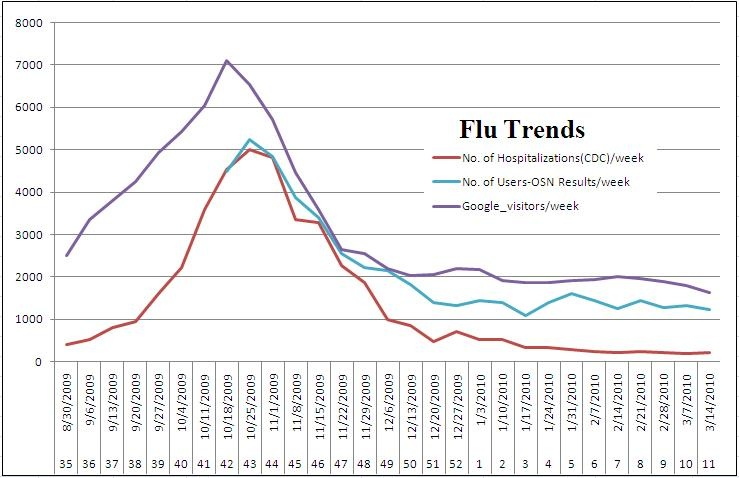 8000
7000
6000
5000
4000
3000
2000
1000
0
Flu Trends
No. of Hospitalizations(CDC)/week
No. of Users-OSN Results/week
Google_visitors/week
8/30/2009 9/6/2009 9/13/2009 9/20/2009 9/27/2009 10/4/2009 10/11/2009 10/18/2009 10/25/2009 11/1/2009 11/8/2009 11/15/2009 11/22/2009 11/29/2009 12/6/2009 12/13/2009 12/20/2009 12/27/2009 1/3/2010 1/10/2010 1/17/2010 1/24/2010 1/31/2010 2/7/2010 2/14/2010 2/21/2010 2/28/2010 3/7/2010 3/14/2010
35 36 37 38 39 40 41 42 43 44 45 46 47 48 49 50 51 52 1 2 3 4 5 6 7 8 9 10 11